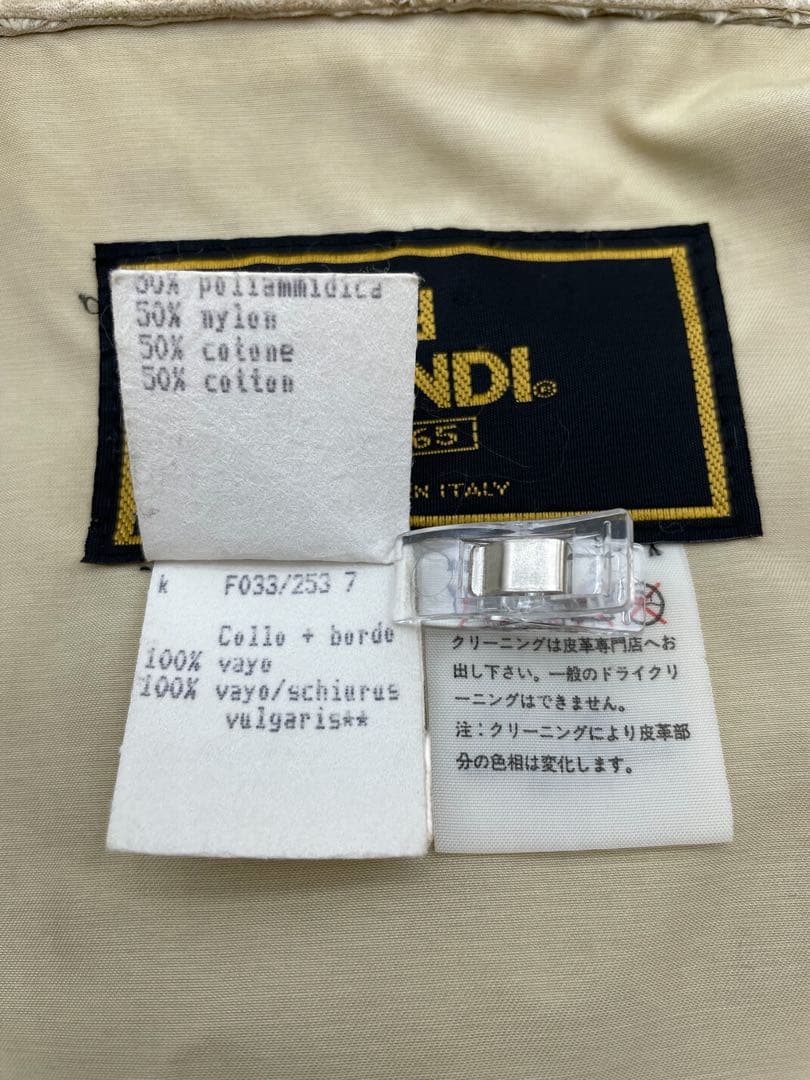 50% poliammidica
50% nylon
50% cotone
50% cotton
NDI®
65
N ITALY
k F033/253 7
Collo + bordo
100% vayo
100% vayo/schiurus
vulgaris**
クリーニングは皮革専門店へお
出し下さい。一般のドライクリ
ーニングはできません。
注：クリーニングにより皮革部
分の色相は変化します。